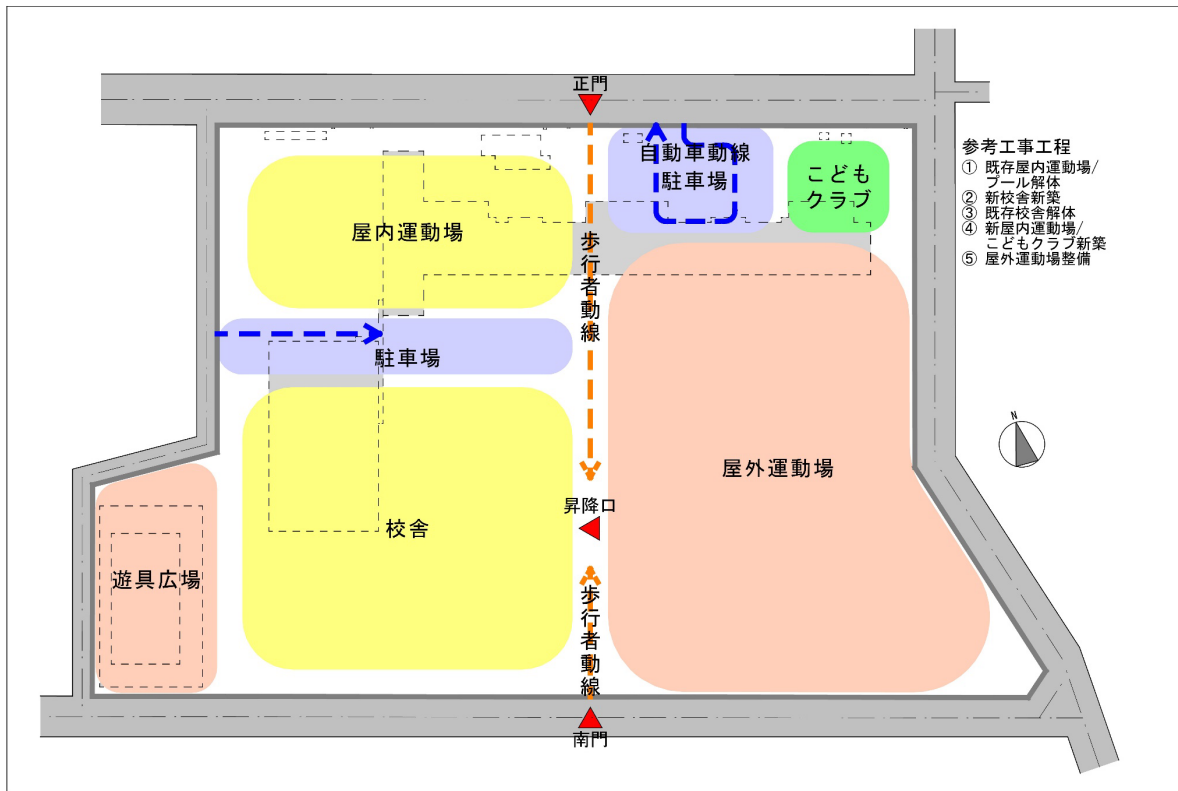 正門
参考工事工程
① 既存屋内運動場/
プール解体
② 新校舎新築
③ 既存校舎解体
④ 新屋内運動場/
こどもクラブ新築
⑤ 屋外運動場整備
自動車動線
駐車場
こども
クラブ
屋内運動場
歩行者動線
駐車場
N
屋外運動場
昇降口
校舎
遊具広場
歩行者動線
南門